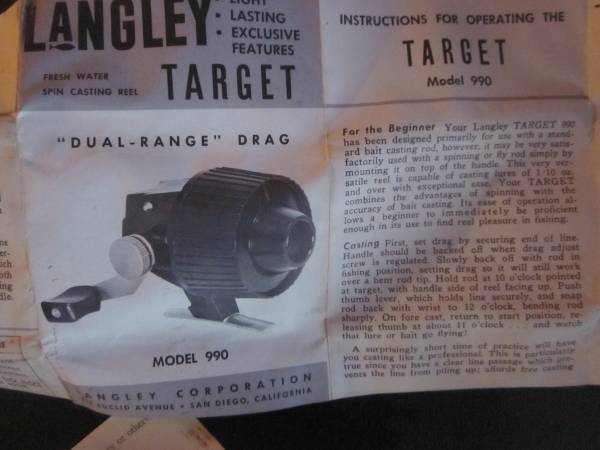 LANGLEY
• LIGHT
• LASTING
• EXCLUSIVE
FEATURES
FRESH WATER
SPIN CASTING REEL
TARGET
"DUAL-RANGE" DRAG
MODEL 990
LANGLEY CORPORATION
EUCLID AVENUE • SAN DIEGO, CALIFORNIA
INSTRUCTIONS FOR OPERATING THE
TARGET
Model 990
For the Beginner Your Langley TARGET 990
has been designed primarily for use with a stand-
ard bait casting rod, however, it may be very satis-
factorily used with a spinning or fly rod simply by
mounting it on top of the handle. This very ver-
satile reel is capable of casting lures of 1/10 oz.
and over with exceptional ease. Your TARGET
combines the advantages of spinning with the
accuracy of bait casting. Its ease of operation al-
lows a beginner to immediately be proficient
enough in its use to find real pleasure in fishing.
Casting First, set drag by securing end of line.
Handle should be backed off when drag adjust
screw is regulated. Slowly back off with rod in
fishing position, setting drag so it will still work
over a bent rod tip. Hold rod at 10 o'clock pointed
at target, with handle side of reel facing up. Push
thumb lever, which holds line securely, and snap
rod back with wrist to 12 o'clock, bending rod
sharply. On fore cast, return to start position, re-
leasing thumb at about 11 o'clock . . . and watch
that lure or bait go flying!
A surprisingly short time of practice will have
you casting like a professional. This is particularly
true since you have a clear line passage which pre-
vents the line from piling up; affords free casting
or other